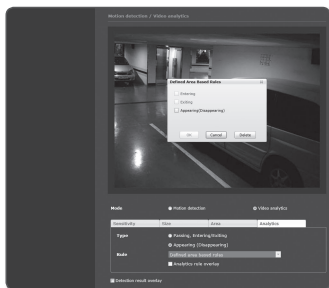 Motion detection / Video analytics
Defined Area Based Rules
Entering
Exiting
Appearing(Disappearing)
OK Cancel Delete
Mode Motion detection Video analytics
Sensitivity Size Area Analytics
Type Passing, Entering/Exiting
Appearing (Disappearing)
Rule Defined area based rules
Analytics rule overlay
Detection result overlay